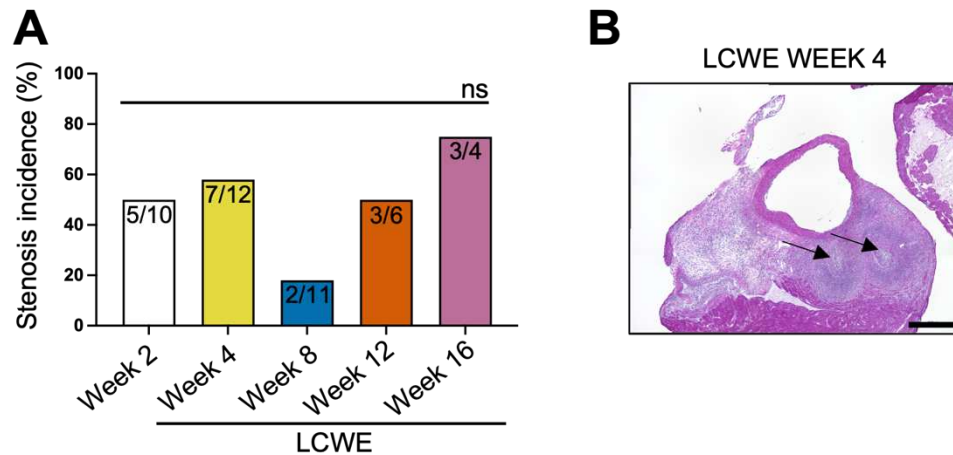 A
Stenosis incidence (%)
100
80
60
40
20
0
ns
5/10
7/12
2/11
3/6
3/4
Week 2
Week 4
Week 8
Week 12
Week 16
LCWE
B
LCWE WEEK 4